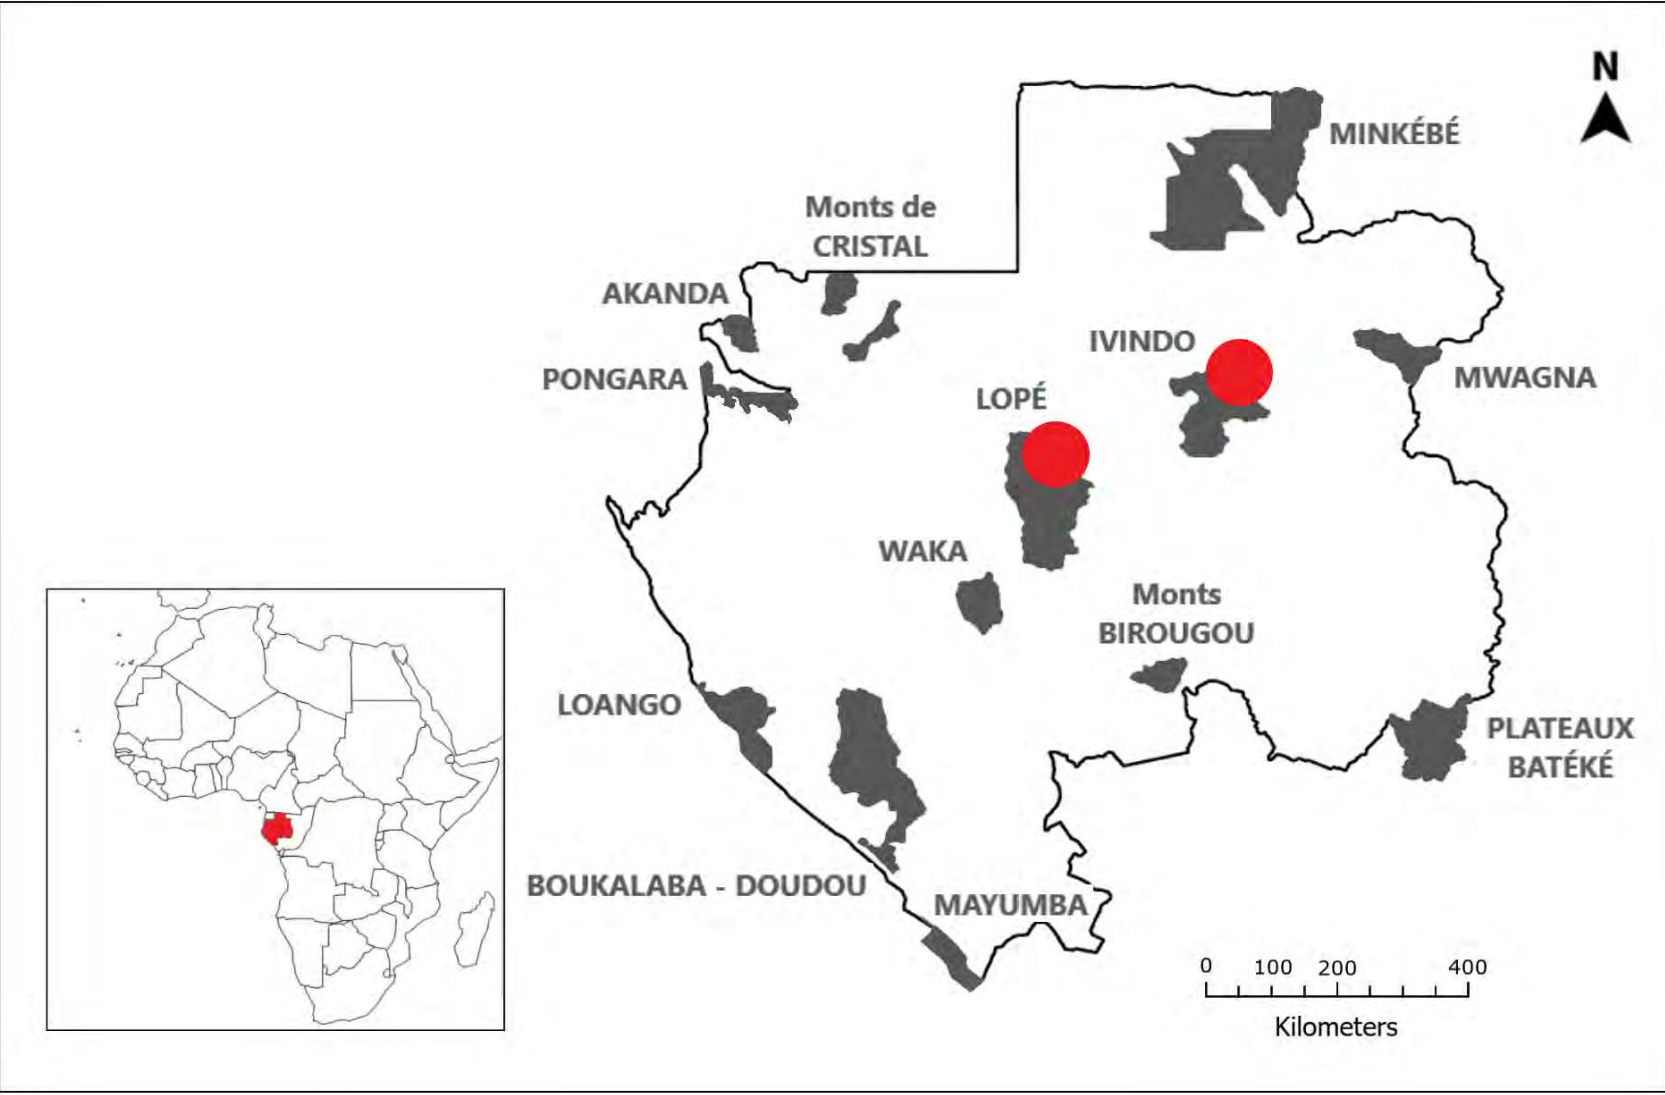 N
MINKÉBÉ
Monts de
CRISTAL
AKANDA
IVINDO
PONGARA
MWAGNA
LOPÉ
WAKA
Monts
BIROUGOU
LOANGO
PLATEAUX
BATÉKÉ
BOUKALABA - DOUDOU
MAYUMBA
0 100 200 400
Kilometers